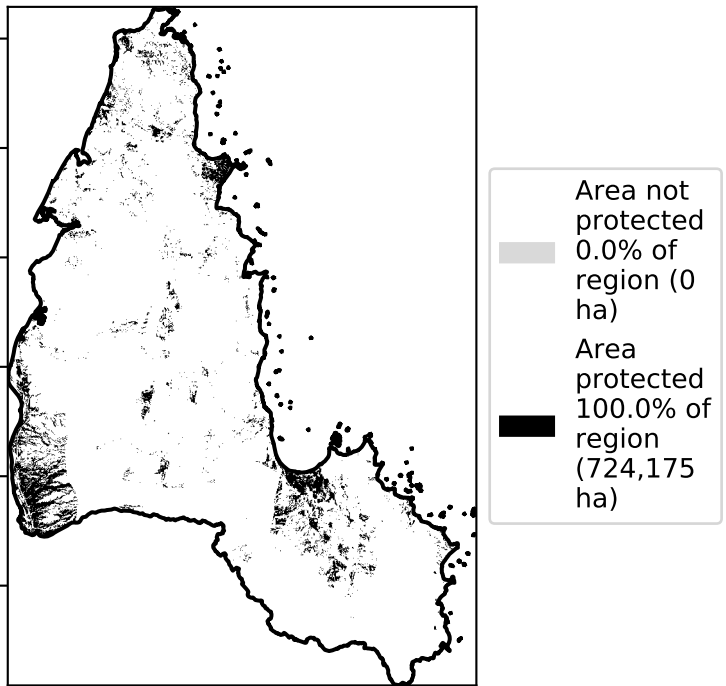 Area not
protected
0.0% of
region (0
ha)
Area
protected
100.0% of
region
(724,175
ha)